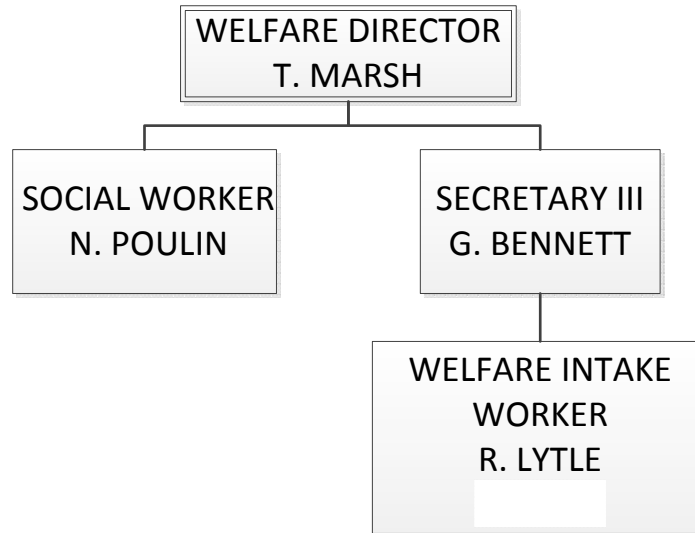 WELFARE DIRECTOR
T. MARSH
SOCIAL WORKER
N. POULIN
SECRETARY III
G. BENNETT
WELFARE INTAKE
WORKER
R. LYTLE